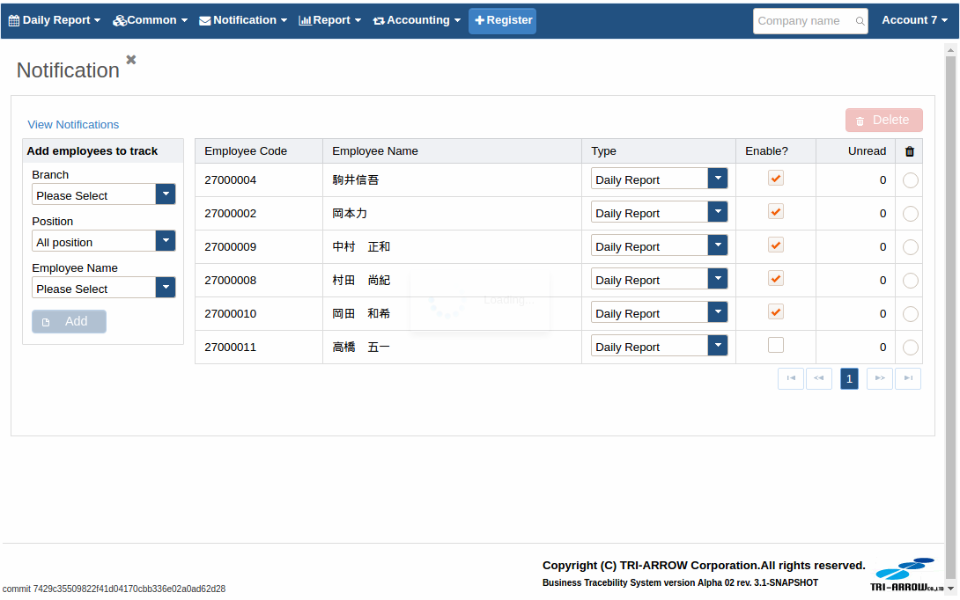 Daily Report Common Notification Report Accounting Register Company name Account 7
Notification
View Notifications
Delete
Add employees to track
Branch
Please Select
Position
All position
Employee Name
Please Select
Add
Employee Code Employee Name Type Enable? Unread
27000004 駒井信吾 Daily Report 0
27000002 岡本力 Daily Report 0
27000009 中村 正和 Daily Report 0
27000008 村田 尚紀 Daily Report 0
27000010 岡田 和希 Daily Report 0
27000011 高橋 五一 Daily Report 0
Loading...
1
Copyright (C) TRI-ARROW Corporation.All rights reserved.
Business Tracebility System version Alpha 02 rev. 3.1-SNAPSHOT
TRI-ARROW CO.,LTD
commit 7429c35509822f41d04170cbb336e02a0ad62d28